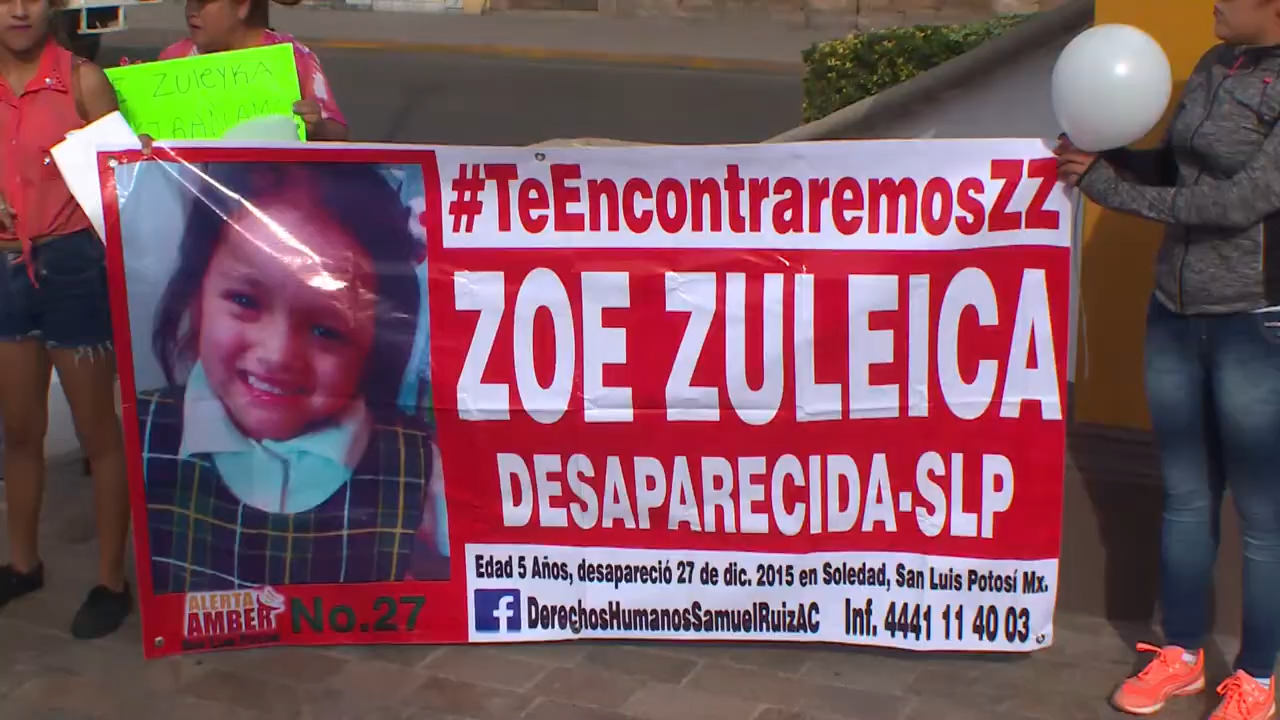 ZULEYKA
#TeEncontraremosZZ
ZOE ZULEICA
DESAPARECIDA-SLP
Edad 5 Años, desapareció 27 de dic. 2015 en Soledad, San Luis Potosí Mx.
f DerechosHumanosSamuelRuizAC Inf. 4441 11 40 03
ALERTA
AMBER
No.27